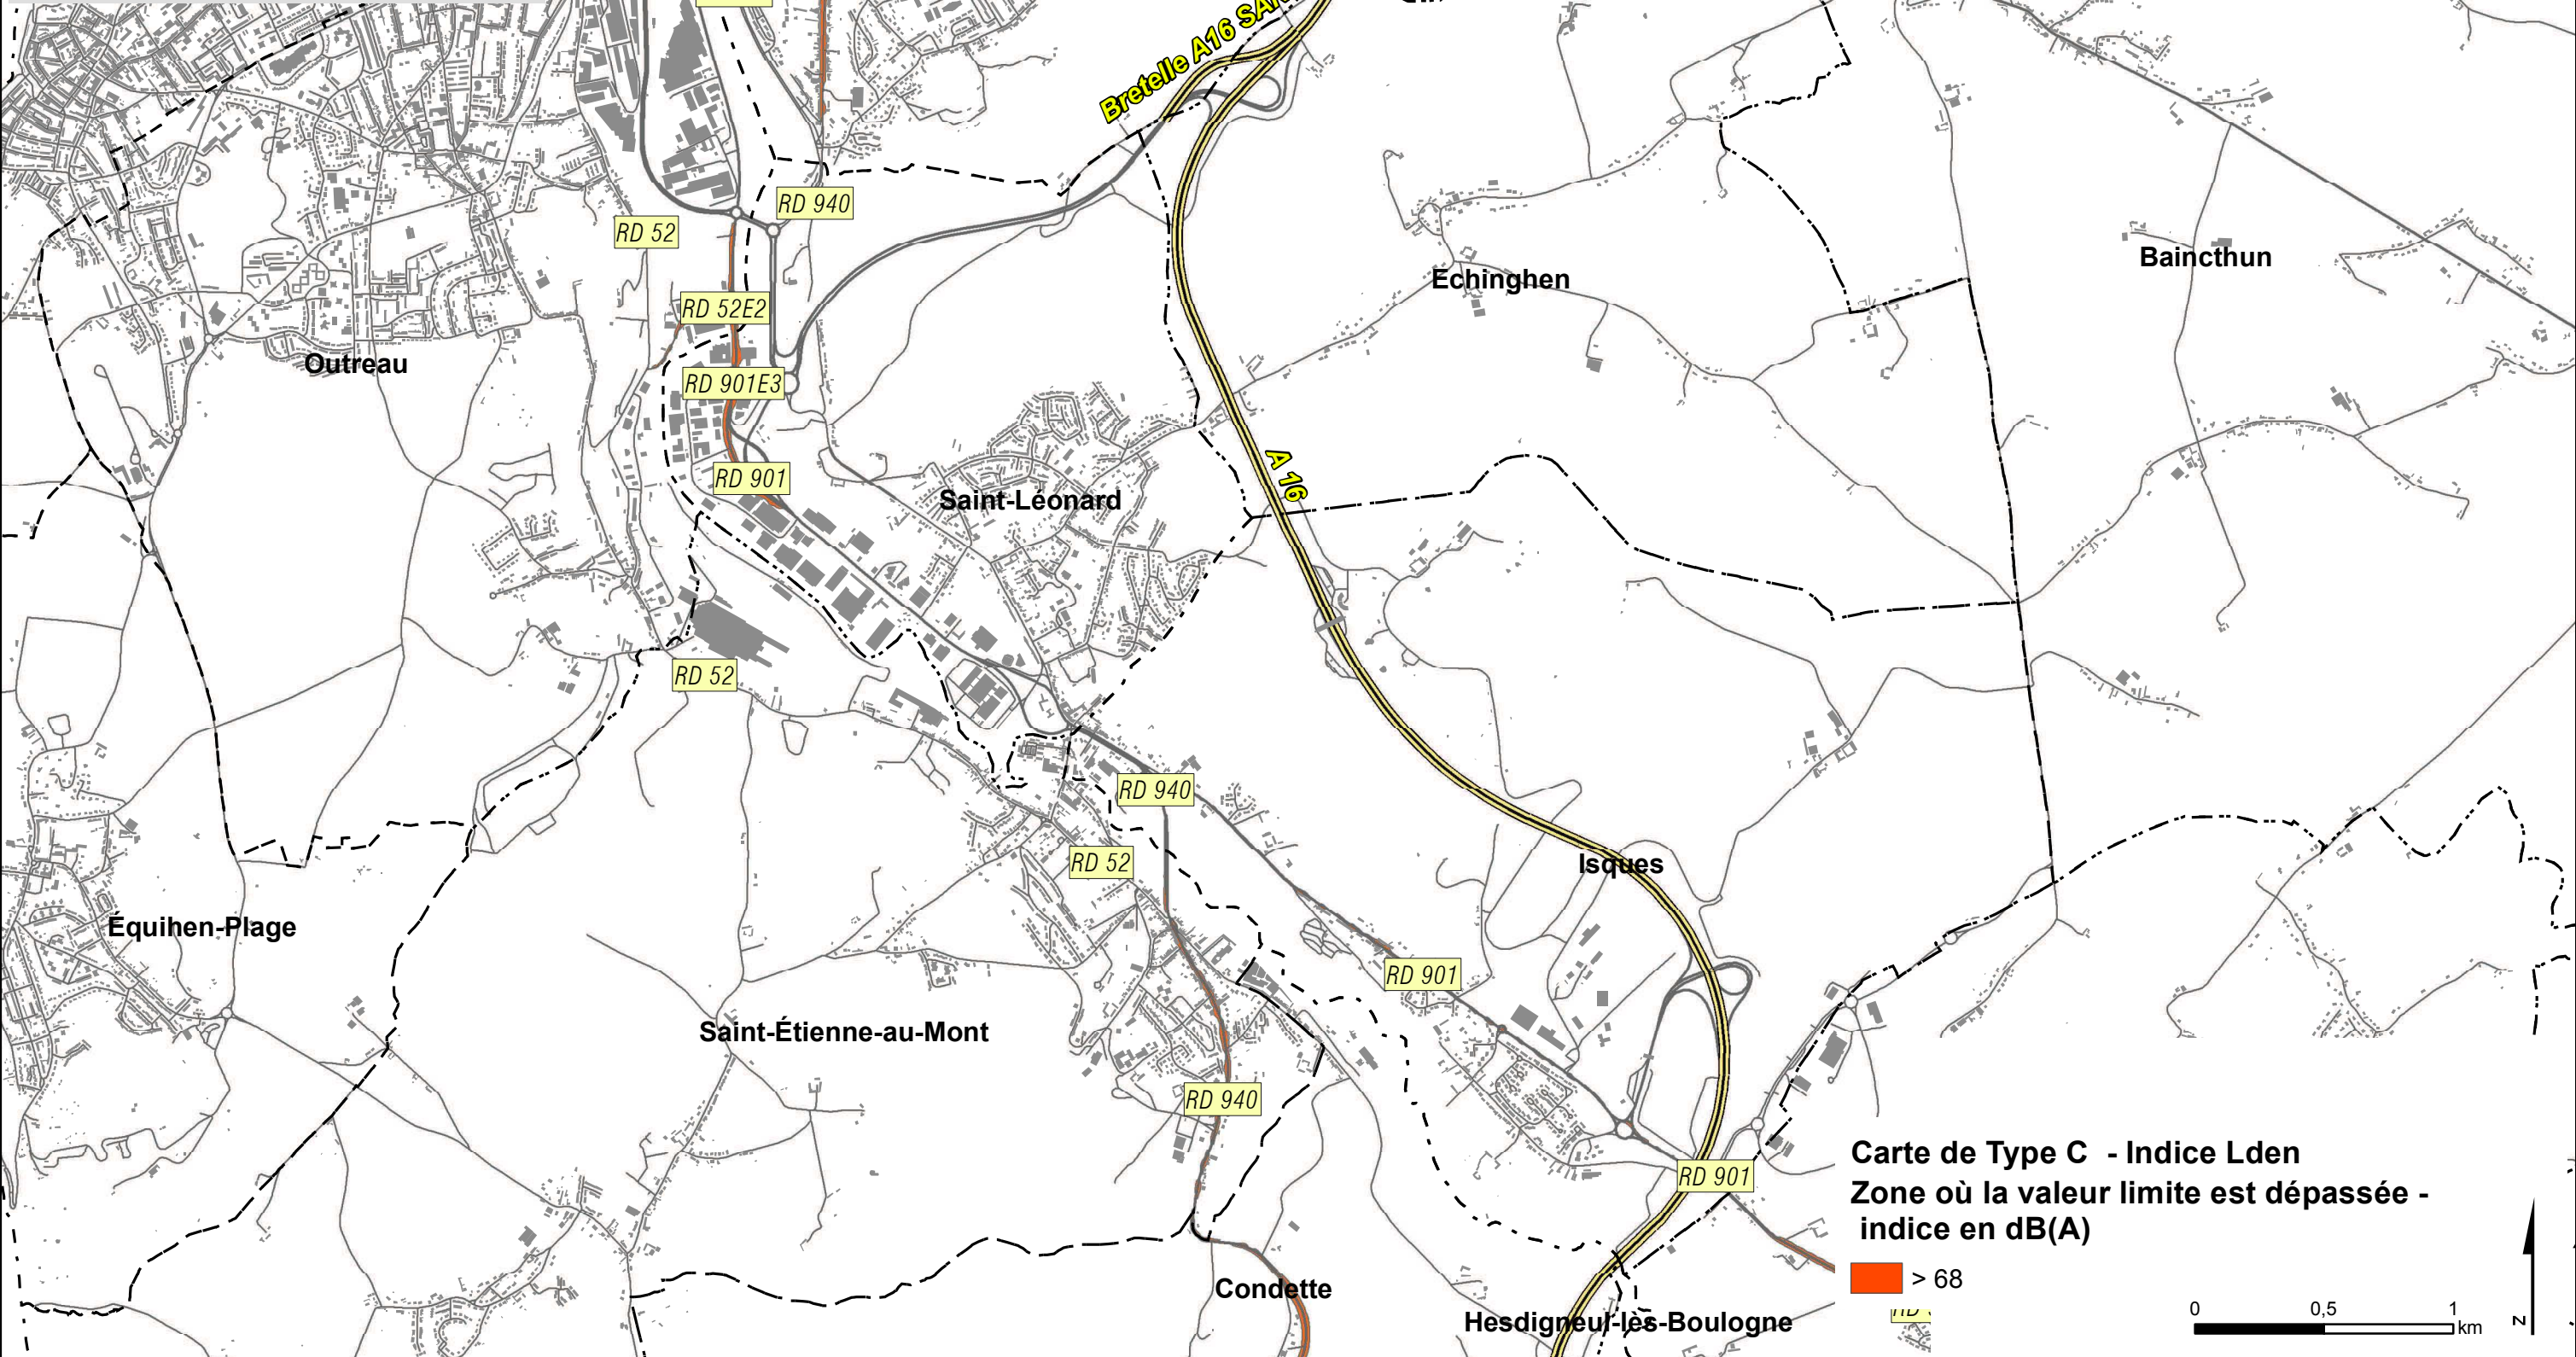 Bretelle A16
RD 940
RD 52
Echinghen
Baincthun
RD 52E2
Outreau
RD 901E3
A 16
RD 901
Saint-Léonard
RD 52
RD 940
RD 52
Isques
Équihen-Plage
RD 901
Saint-Étienne-au-Mont
RD 940
RD 901
Condette
Hesdigneul-lès-Boulogne
Carte de Type C - Indice Lden
Zone où la valeur limite est dépassée -
indice en dB(A)
> 68
0 0,5 1
km
N